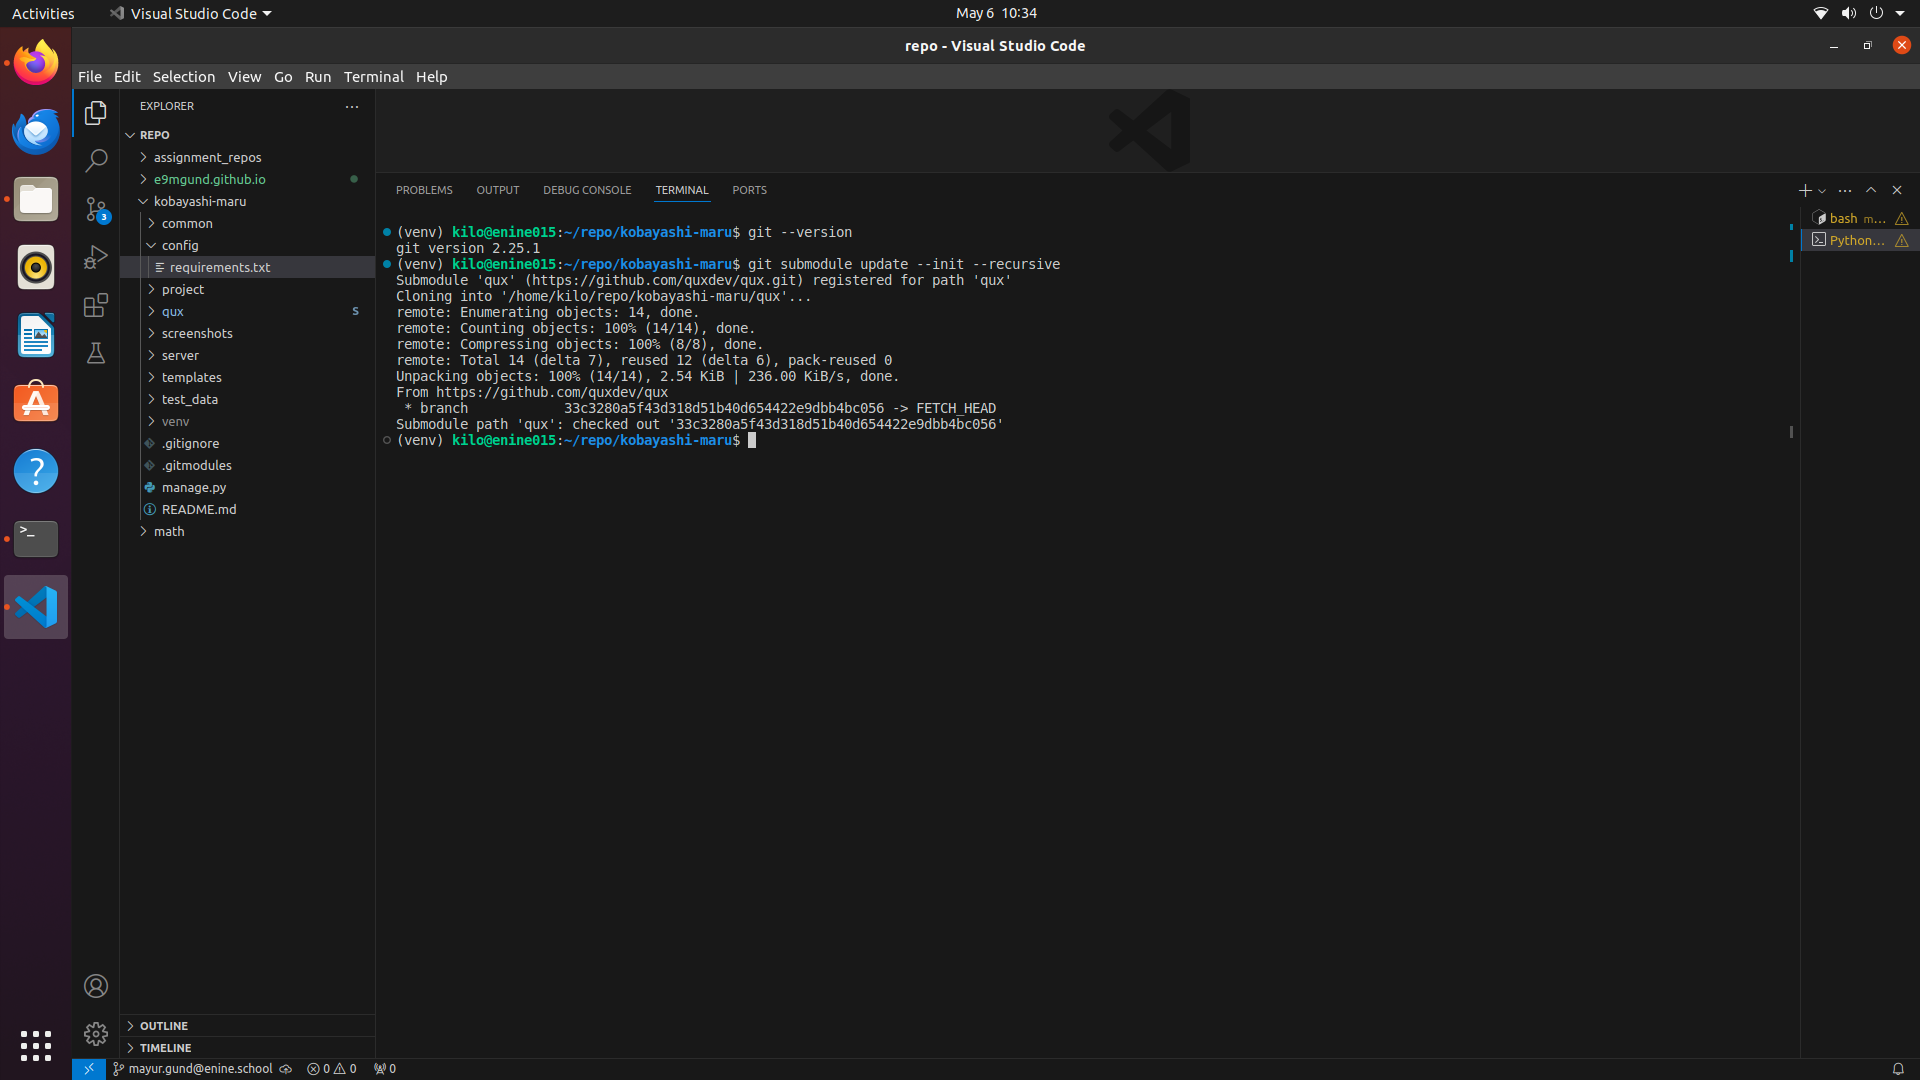 Activities
Visual Studio Code
May 6 10:34
repo - Visual Studio Code
File Edit Selection View Go Run Terminal Help
EXPLORER
REPO
assignment_repos
e9mgund.github.io
kobayashi-maru
common
config
requirements.txt
project
qux S
screenshots
server
templates
test_data
venv
.gitignore
.gitmodules
manage.py
README.md
math
OUTLINE
TIMELINE
3
PROBLEMS OUTPUT DEBUG CONSOLE TERMINAL PORTS
(venv) kilo@enine015:~/repo/kobayashi-maru$ git --version
git version 2.25.1
(venv) kilo@enine015:~/repo/kobayashi-maru$ git submodule update --init --recursive
Submodule 'qux' (https://github.com/quxdev/qux.git) registered for path 'qux'
Cloning into '/home/kilo/repo/kobayashi-maru/qux'...
remote: Enumerating objects: 14, done.
remote: Counting objects: 100% (14/14), done.
remote: Compressing objects: 100% (8/8), done.
remote: Total 14 (delta 7), reused 12 (delta 6), pack-reused 0
Unpacking objects: 100% (14/14), 2.54 KiB | 236.00 KiB/s, done.
From https://github.com/quxdev/qux
 * branch            33c3280a5f43d318d51b40d654422e9dbb4bc056 -> FETCH_HEAD
Submodule path 'qux': checked out '33c3280a5f43d318d51b40d654422e9dbb4bc056'
(venv) kilo@enine015:~/repo/kobayashi-maru$
bash m...
Python...
mayur.gund@enine.school 0 0 0